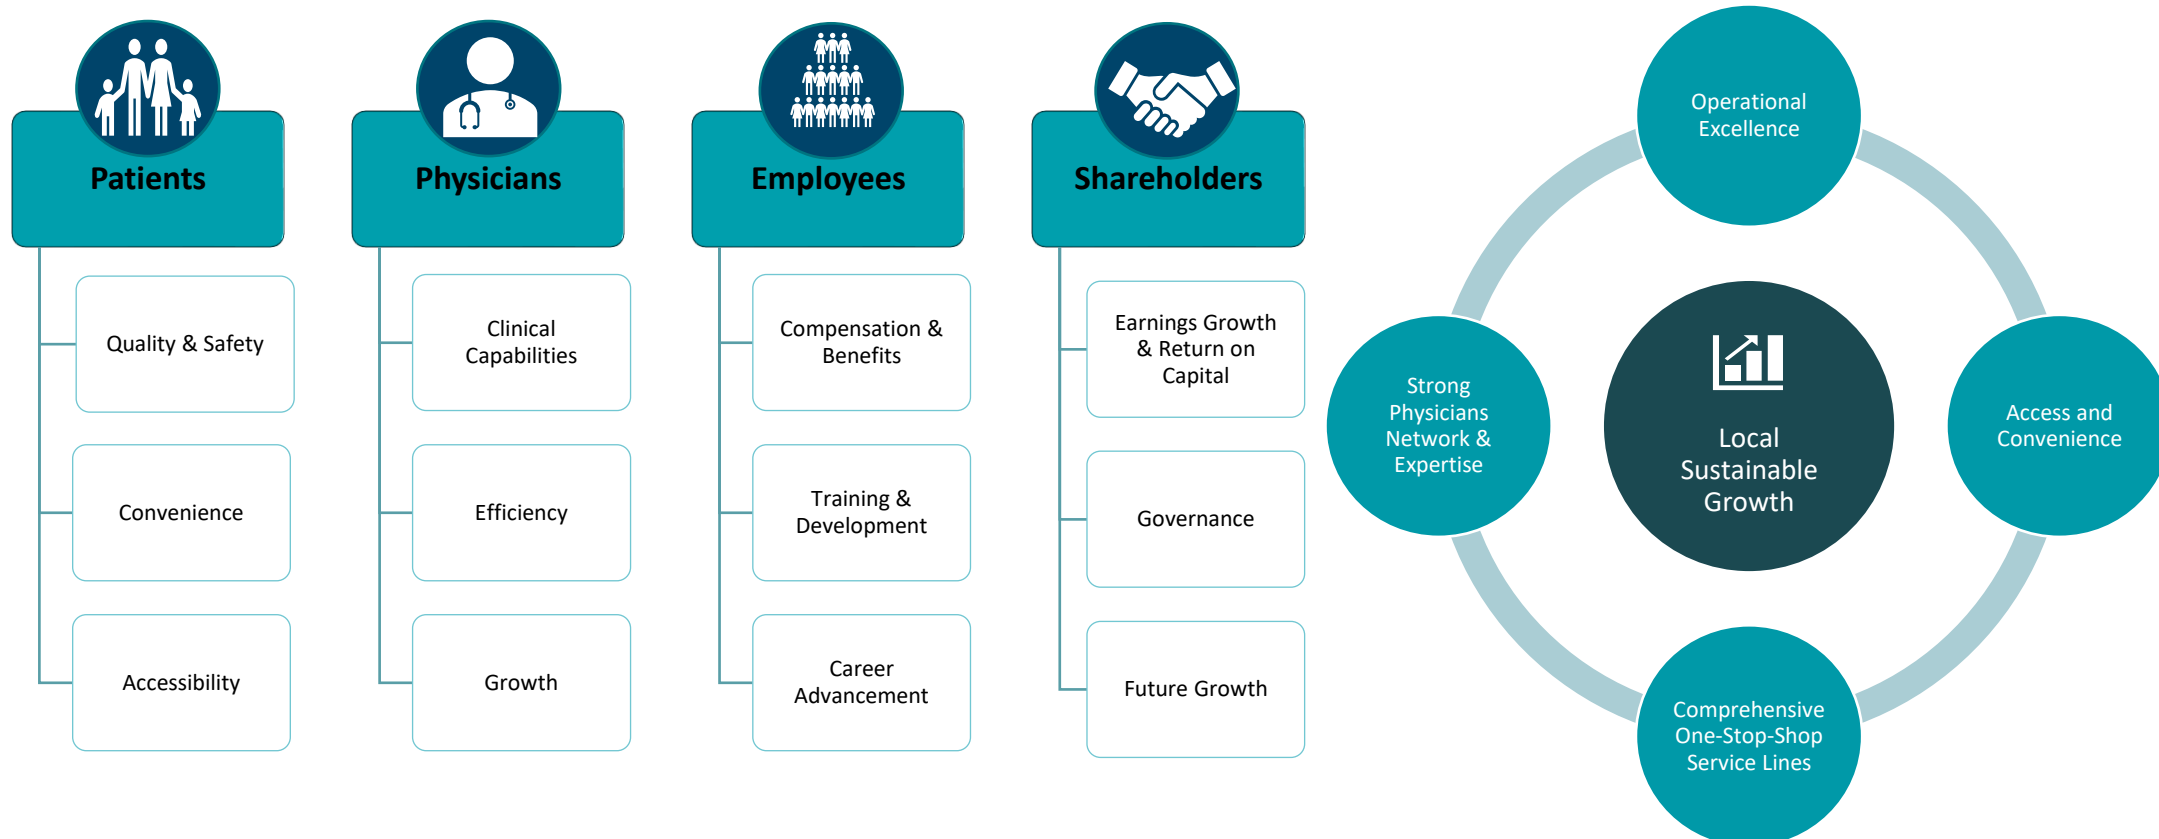 Patients
Quality & Safety
Convenience
Accessibility
Physicians
Clinical
Capabilities
Efficiency
Growth
Employees
Compensation &
Benefits
Training &
Development
Career
Advancement
Shareholders
Earnings Growth
& Return on
Capital
Governance
Future Growth
Operational
Excellence
Access and
Convenience
Comprehensive
One-Stop-Shop
Service Lines
Strong
Physicians
Network &
Expertise
Local
Sustainable
Growth